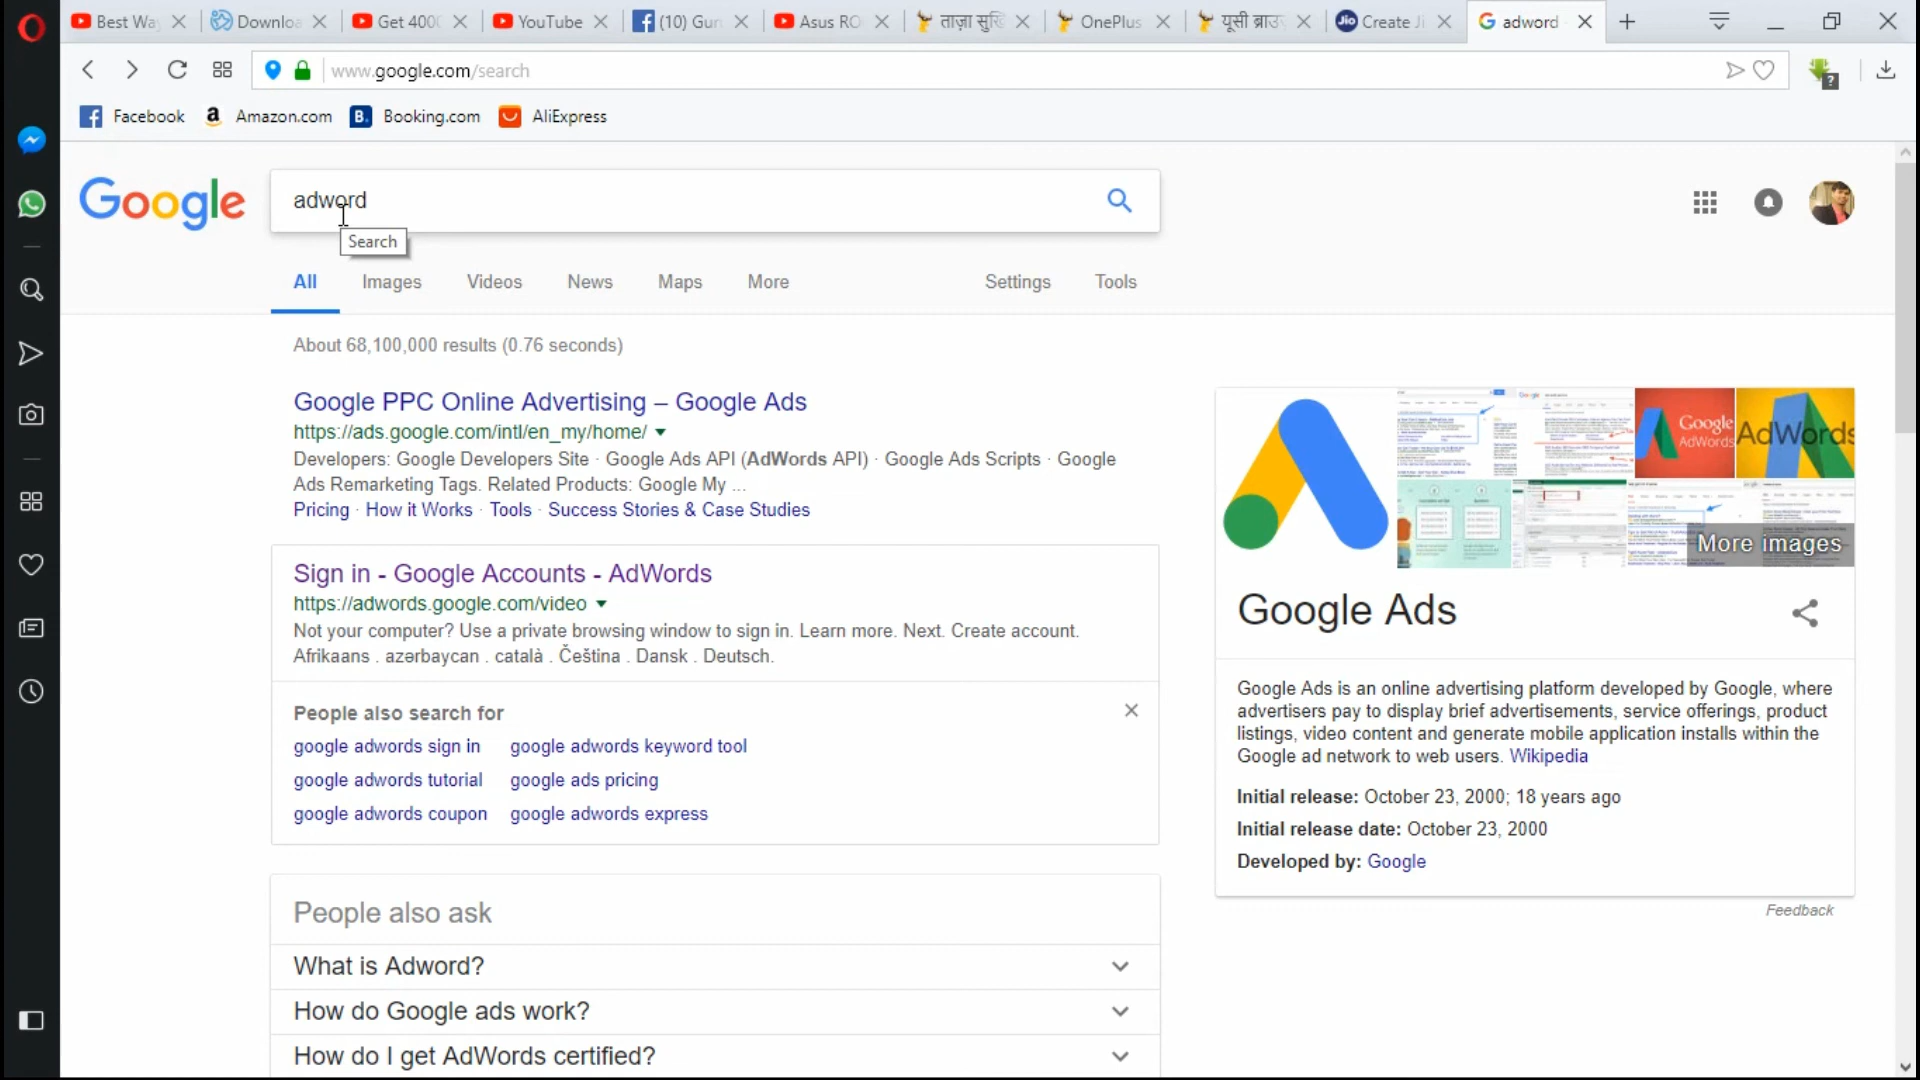 Best Wa
Downloa
Get 400
YouTube
(10) Gur
Asus RO
ताज़ा सुर्खि
OnePlus
यूसी ब्राउ
Jio Create Ji
adword
www.google.com/search
?
Facebook
a Amazon.com
B. Booking.com
AliExpress
Google
adword
Search
All
Images
Videos
News
Maps
More
Settings
Tools
About 68,100,000 results (0.76 seconds)
Google PPC Online Advertising – Google Ads
https://ads.google.com/intl/en_my/home/
Developers: Google Developers Site · Google Ads API (AdWords API) · Google Ads Scripts · Google
Ads Remarketing Tags. Related Products: Google My ...
Pricing · How it Works · Tools · Success Stories & Case Studies
Sign in - Google Accounts - AdWords
https://adwords.google.com/video
Not your computer? Use a private browsing window to sign in. Learn more. Next. Create account.
Afrikaans . azərbaycan . català . Čeština . Dansk . Deutsch.
People also search for
google adwords sign in
google adwords keyword tool
google adwords tutorial
google ads pricing
google adwords coupon
google adwords express
People also ask
What is Adword?
How do Google ads work?
How do I get AdWords certified?
Google
AdWords
AdWords
More images
Google Ads
Google Ads is an online advertising platform developed by Google, where
advertisers pay to display brief advertisements, service offerings, product
listings, video content and generate mobile application installs within the
Google ad network to web users. Wikipedia
Initial release: October 23, 2000; 18 years ago
Initial release date: October 23, 2000
Developed by: Google
Feedback